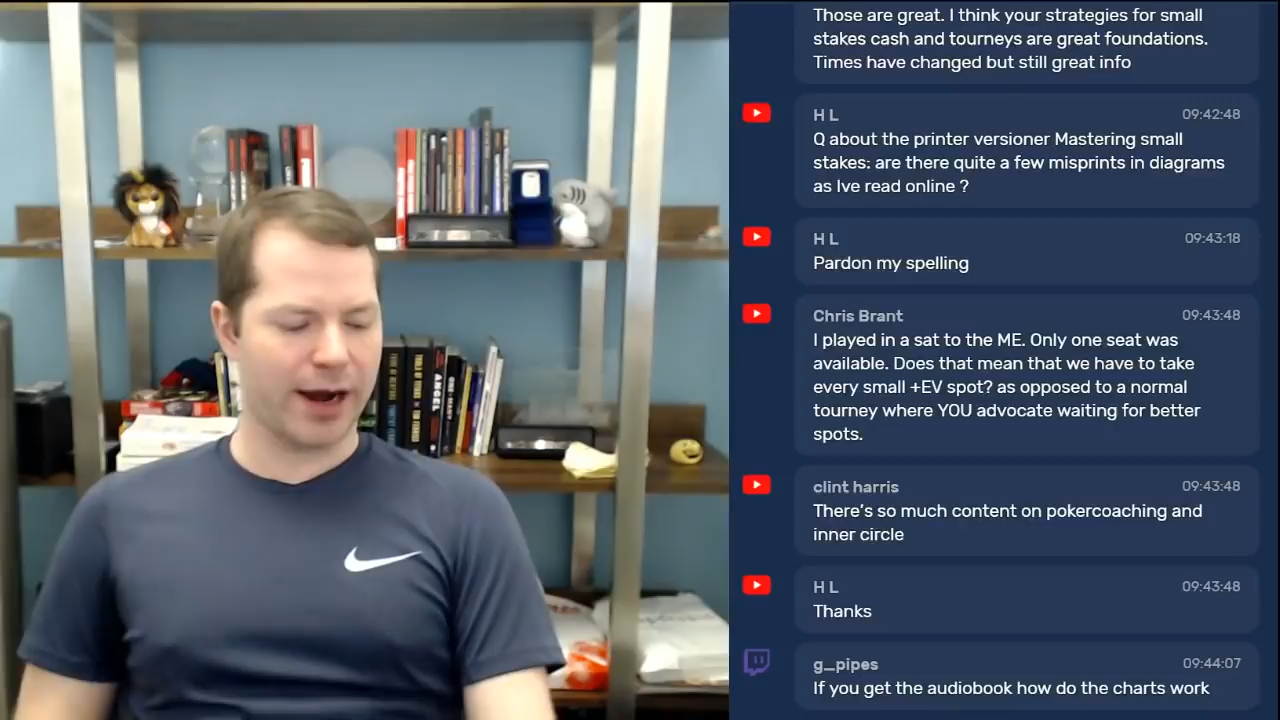 Those are great. I think your strategies for small
stakes cash and tourneys are great foundations.
Times have changed but still great info
H L 09:42:48
Q about the printer versioner Mastering small
stakes: are there quite a few misprints in diagrams
as Ive read online ?
H L 09:43:18
Pardon my spelling
Chris Brant 09:43:48
I played in a sat to the ME. Only one seat was
available. Does that mean that we have to take
every small +EV spot? as opposed to a normal
tourney where YOU advocate waiting for better
spots.
clint harris 09:43:48
There's so much content on pokercoaching and
inner circle
H L 09:43:48
Thanks
g_pipes 09:44:07
If you get the audiobook how do the charts work
ANGEL